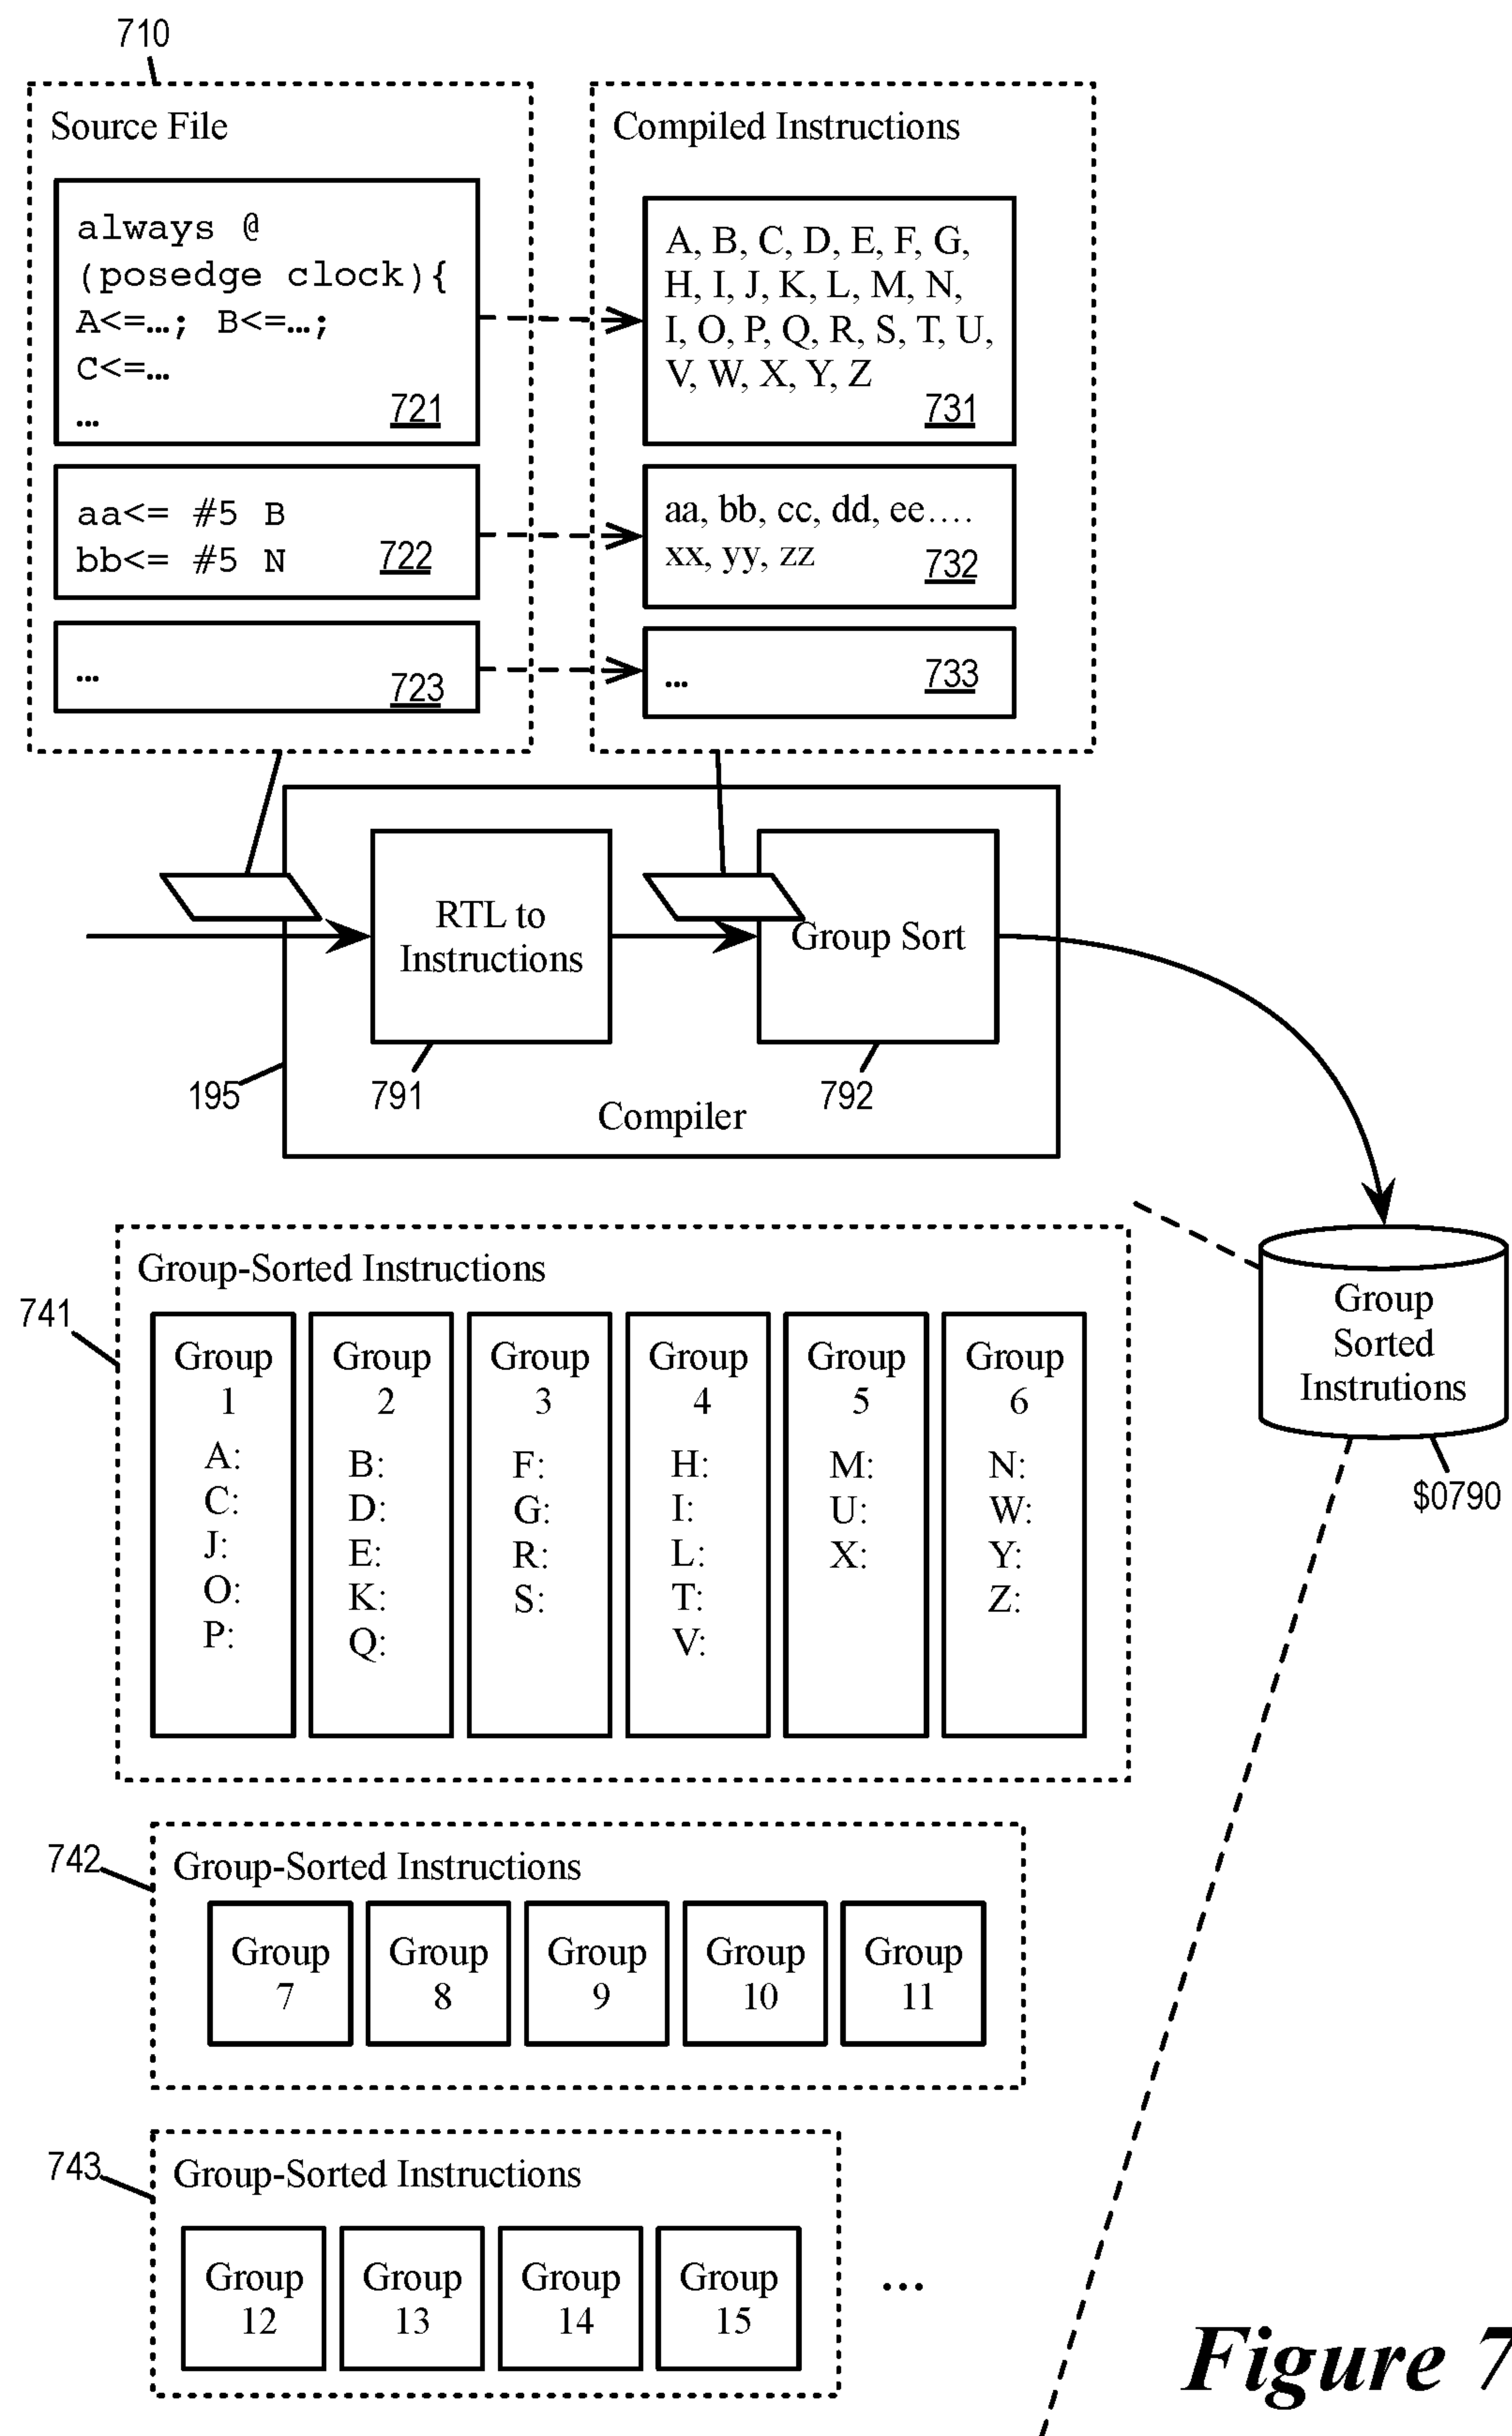 710
Source File
always @
(posedge clock){
A<=…; B<=…;
C<=…
…
721
aa<= #5 B
bb<= #5 N
722
…
723
Compiled Instructions
A, B, C, D, E, F, G,
H, I, J, K, L, M, N,
I, O, P, Q, R, S, T, U,
V, W, X, Y, Z
731
aa, bb, cc, dd, ee….
xx, yy, zz
732
…
733
RTL to
Instructions
Group Sort
195
791
792
Compiler
Group
Sorted
Instrutions
$0790
741
Group-Sorted Instructions
Group
1
A:
C:
J:
O:
P:
Group
2
B:
D:
E:
K:
Q:
Group
3
F:
G:
R:
S:
Group
4
H:
I:
L:
T:
V:
Group
5
M:
U:
X:
Group
6
N:
W:
Y:
Z:
742
Group-Sorted Instructions
Group
7
Group
8
Group
9
Group
10
Group
11
743
Group-Sorted Instructions
Group
12
Group
13
Group
14
Group
15
…
Figure 7